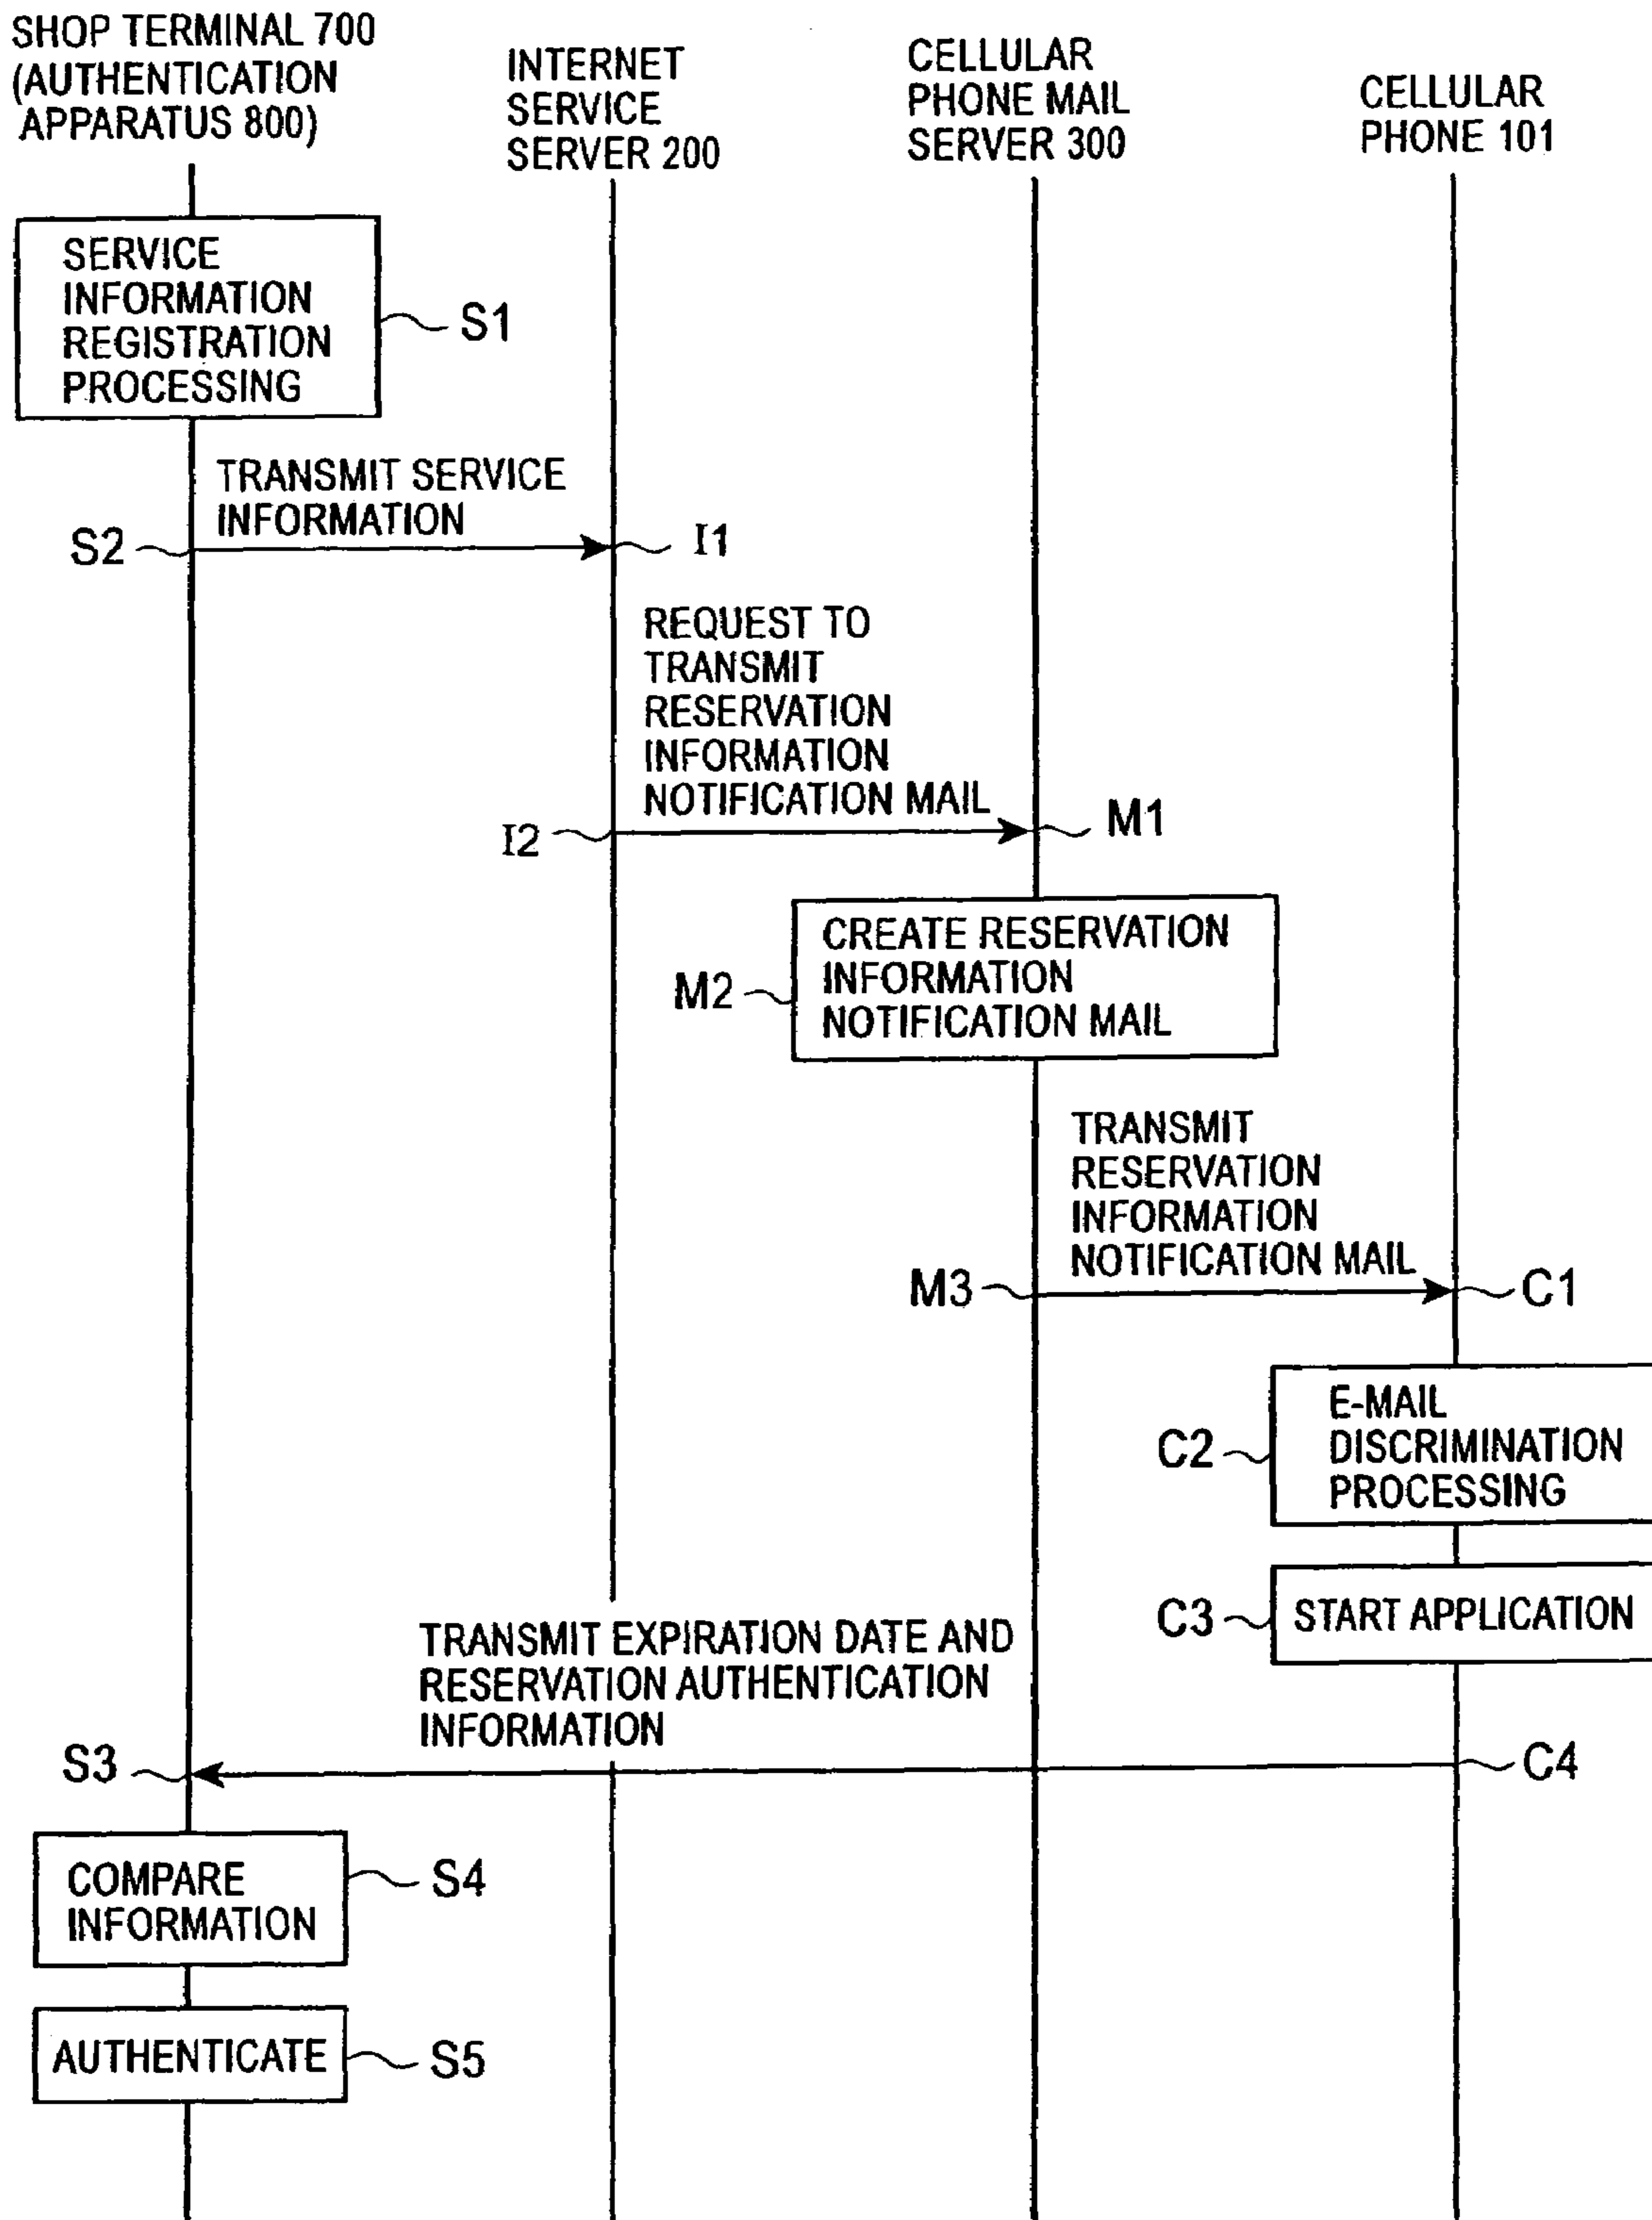 SHOP TERMINAL 700
(AUTHENTICATION
APPARATUS 800)
INTERNET
SERVICE
SERVER 200
CELLULAR
PHONE MAIL
SERVER 300
CELLULAR
PHONE 101
SERVICE
INFORMATION
REGISTRATION
PROCESSING
S1
TRANSMIT SERVICE
INFORMATION
S2
I1
REQUEST TO
TRANSMIT
RESERVATION
INFORMATION
NOTIFICATION MAIL
I2
M1
CREATE RESERVATION
INFORMATION
NOTIFICATION MAIL
M2
TRANSMIT
RESERVATION
INFORMATION
NOTIFICATION MAIL
M3
C1
E-MAIL
DISCRIMINATION
PROCESSING
C2
C3
START APPLICATION
TRANSMIT EXPIRATION DATE AND
RESERVATION AUTHENTICATION
INFORMATION
S3
C4
COMPARE
INFORMATION
S4
AUTHENTICATE
S5